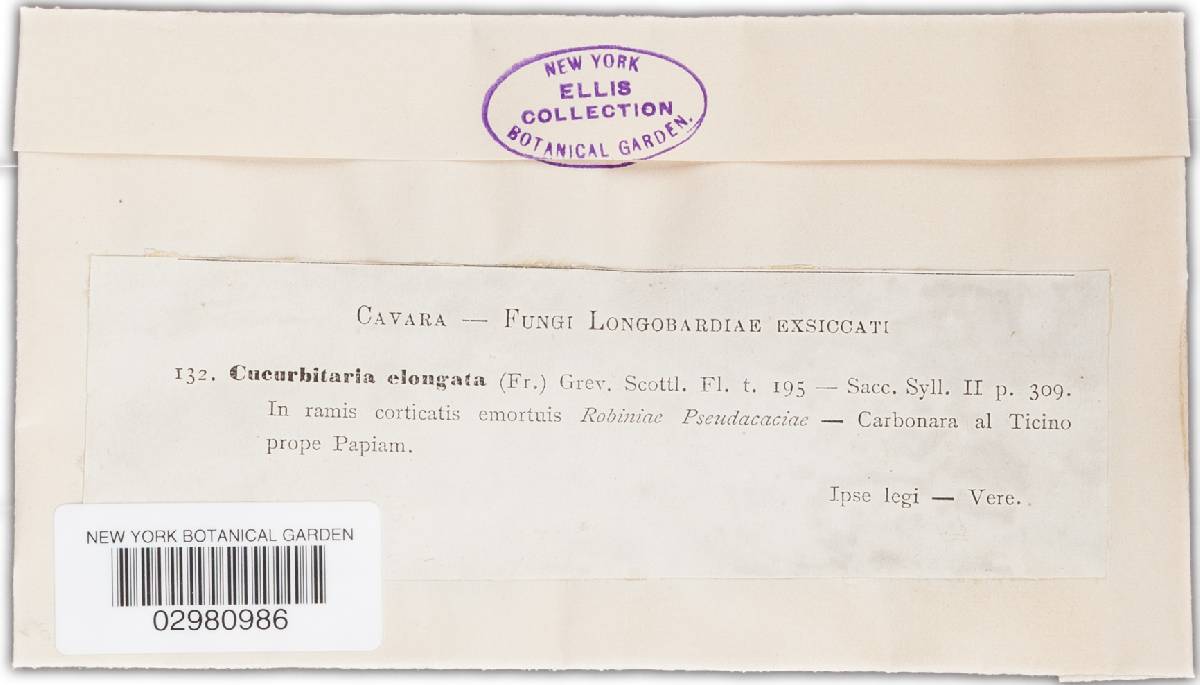 NEW YORK
ELLIS
COLLECTION
BOTANICAL GARDEN.
CAVARA — FUNGI LONGOBARDIAE EXSICCATI
132. Cucurbitaria elongata (Fr.) Grev. Scottl. Fl. t. 195 — Sacc. Syll. II p. 309.
In ramis corticatis emortuis Robiniae Pseudacaciae — Carbonara al Ticino
prope Papiam.
Ipse legi — Vere.
NEW YORK BOTANICAL GARDEN
02980986